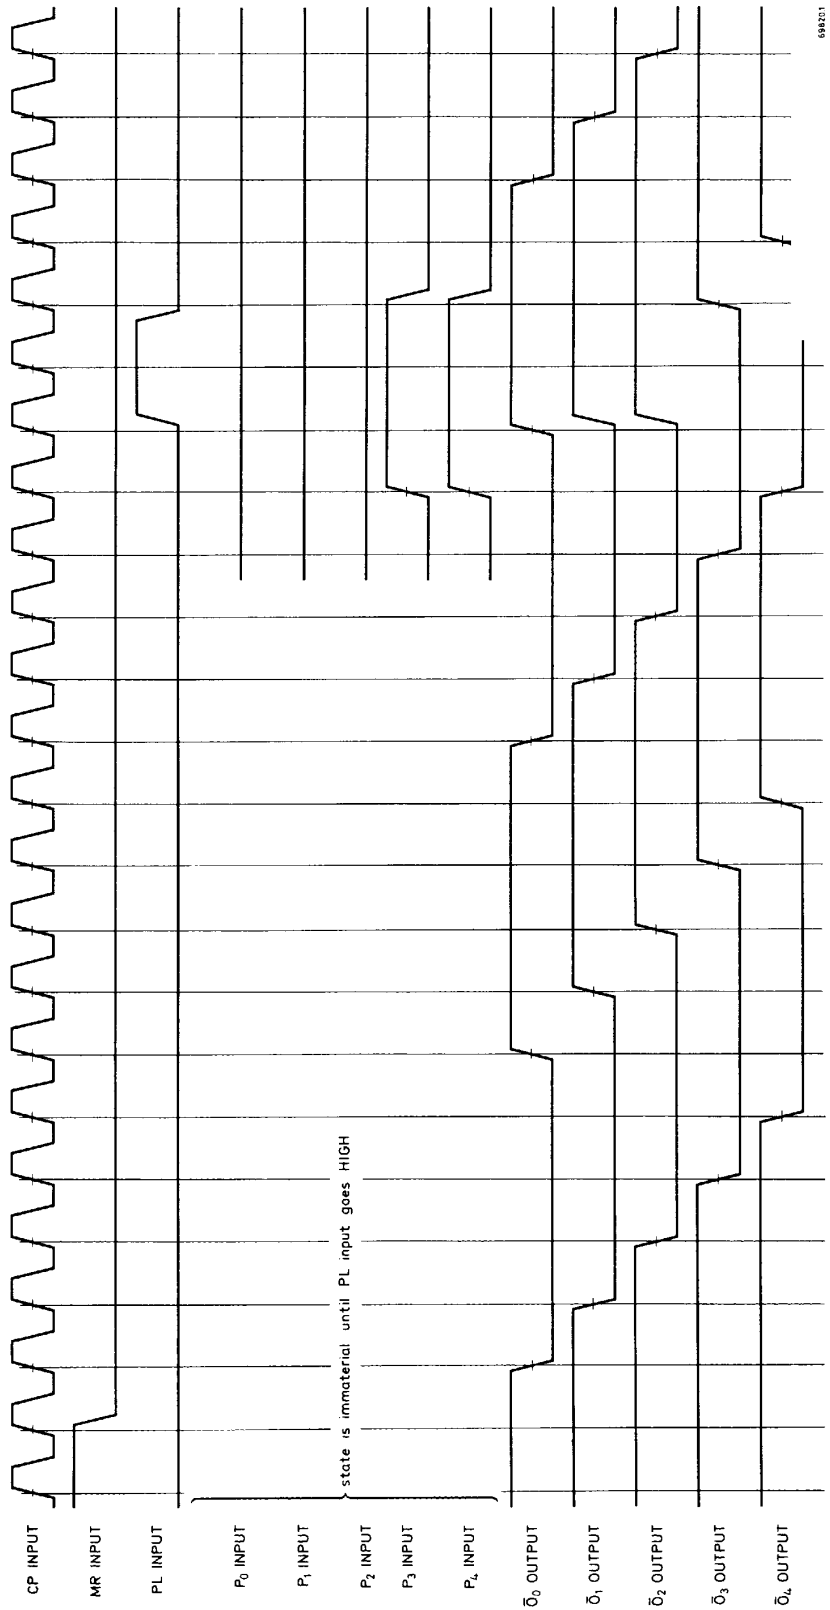 CP INPUT
MR INPUT
PL INPUT
P₀ INPUT
P₁ INPUT
P₂ INPUT
P₃ INPUT
P₄ INPUT
state is immaterial until PL input goes HIGH
Ō₀ OUTPUT
Ō₁ OUTPUT
Ō₂ OUTPUT
Ō₃ OUTPUT
Ō₄ OUTPUT
698201